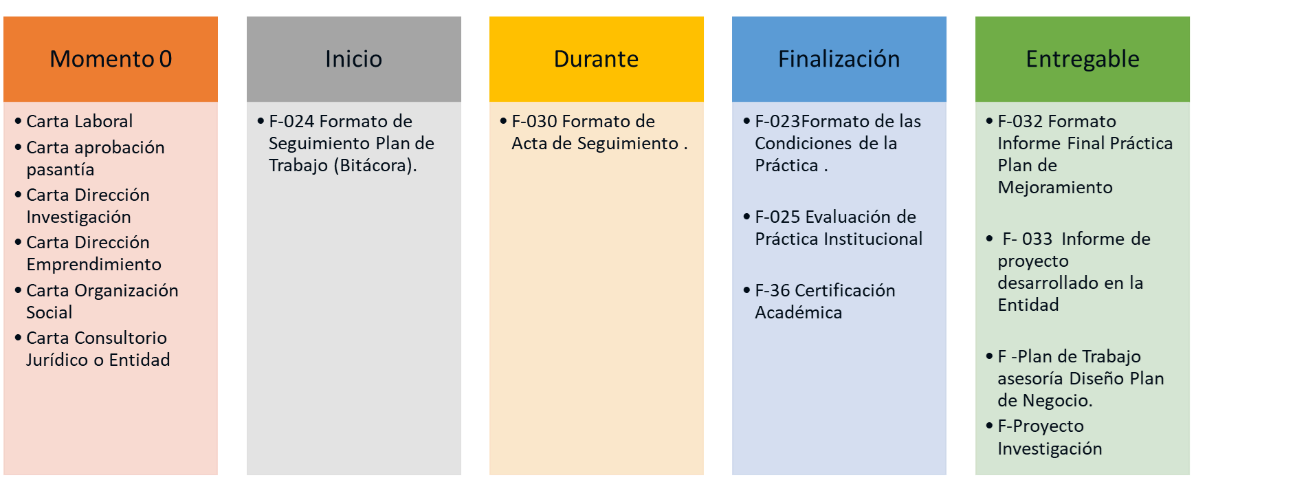 Momento 0
• Carta Laboral
• Carta aprobación
pasantía
• Carta Dirección
Investigación
• Carta Dirección
Emprendimiento
• Carta Organización
Social
• Carta Consultorio
Jurídico o Entidad
Inicio
• F-024 Formato de
Seguimiento Plan de
Trabajo (Bitácora).
Durante
• F-030 Formato de
Acta de Seguimiento .
Finalización
• F-023Formato de las
Condiciones de la
Práctica .
• F-025 Evaluación de
Práctica Institucional
• F-36 Certificación
Académica
Entregable
• F-032 Formato
Informe Final Práctica
Plan de
Mejoramiento
• F- 033 Informe de
proyecto
desarrollado en la
Entidad
• F -Plan de Trabajo
asesoría Diseño Plan
de Negocio.
• F-Proyecto
Investigación